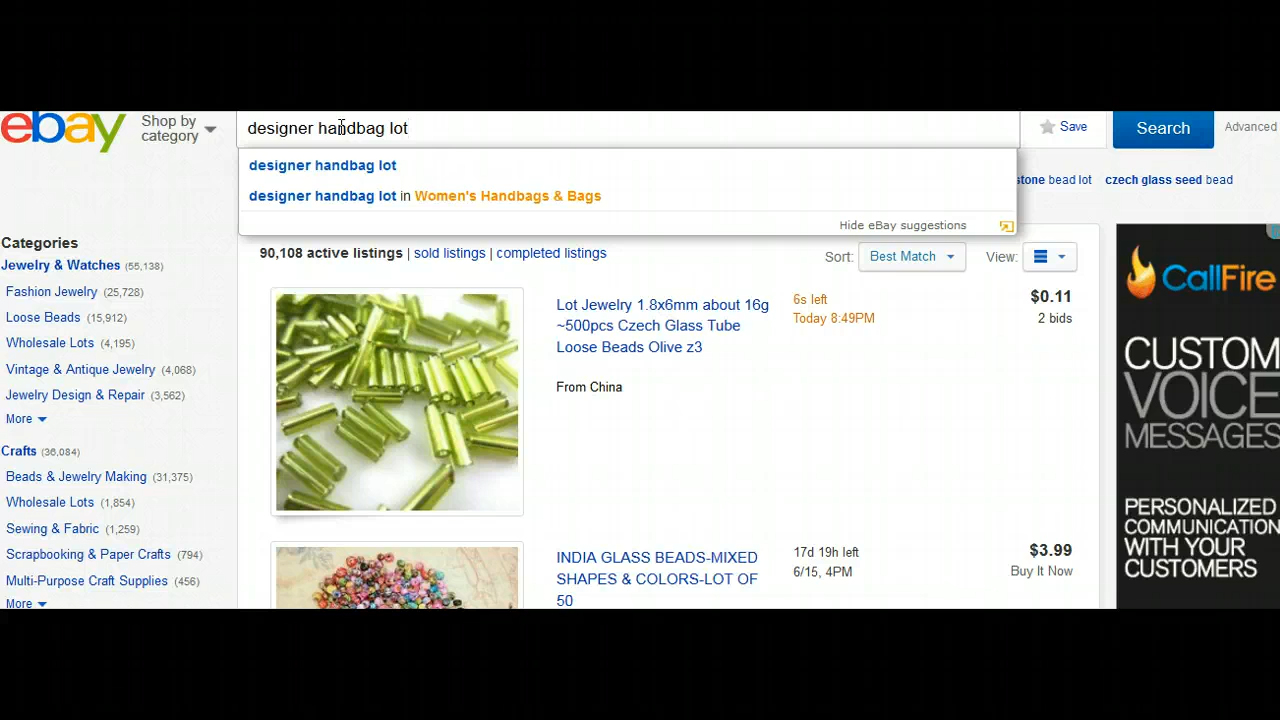 ebay
Shop by
category
designer handbag lot
Save
Search
Advanced
designer handbag lot
designer handbag lot in Women's Handbags & Bags
Hide eBay suggestions
stone bead lot
czech glass seed bead
Categories
Jewelry & Watches (55,138)
Fashion Jewelry (25,728)
Loose Beads (15,912)
Wholesale Lots (4,195)
Vintage & Antique Jewelry (4,068)
Jewelry Design & Repair (3,562)
More
Crafts (36,084)
Beads & Jewelry Making (31,375)
Wholesale Lots (1,854)
Sewing & Fabric (1,259)
Scrapbooking & Paper Crafts (794)
Multi-Purpose Craft Supplies (456)
More
90,108 active listings | sold listings | completed listings
Sort: Best Match
View:
Lot Jewelry 1.8x6mm about 16g
~500pcs Czech Glass Tube
Loose Beads Olive z3
From China
6s left
Today 8:49PM
$0.11
2 bids
INDIA GLASS BEADS-MIXED
SHAPES & COLORS-LOT OF
50
17d 19h left
6/15, 4PM
$3.99
Buy It Now
CallFire
CUSTOM
VOICE
MESSAGES
PERSONALIZED
COMMUNICATION
WITH YOUR
CUSTOMERS